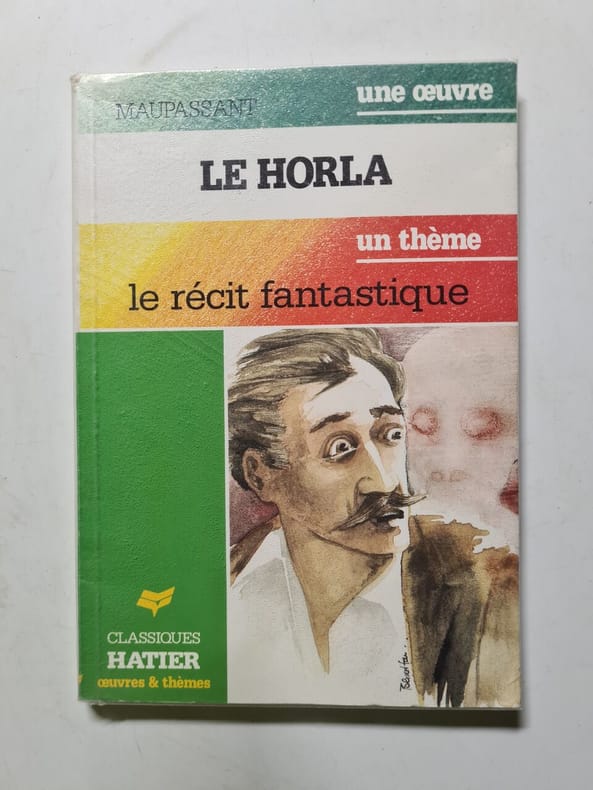 MAUPASSANT
une œuvre
LE HORLA
un thème
le récit fantastique
CLASSIQUES
HATIER
œuvres & thèmes